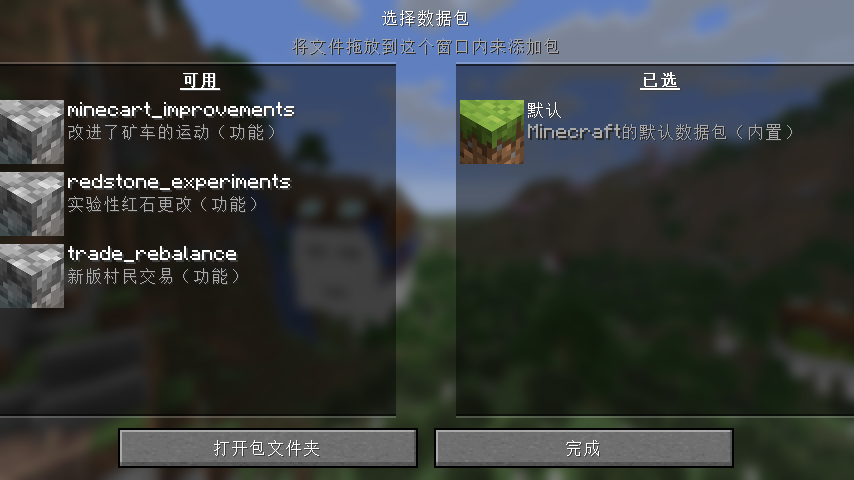 选择数据包
将文件拖放到这个窗口内来添加包
可用
minecart_improvements
改进了矿车的运动（功能）
redstone_experiments
实验性红石更改（功能）
trade_rebalance
新版村民交易（功能）
已选
默认
Minecraft的默认数据包（内置）
打开包文件夹
完成